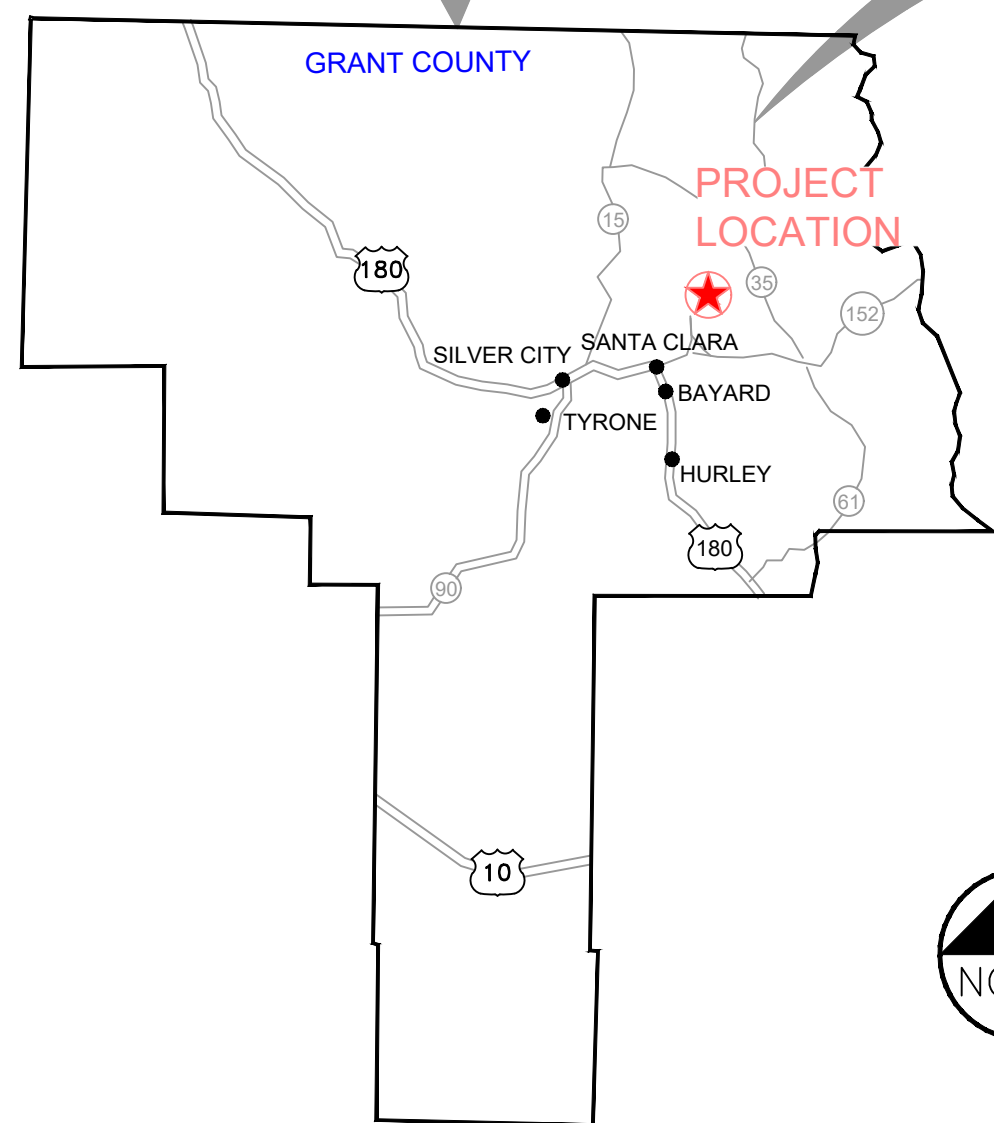 GRANT COUNTY
PROJECT
LOCATION
15
180
35
152
SANTA CLARA
SILVER CITY
BAYARD
TYRONE
HURLEY
61
180
90
10